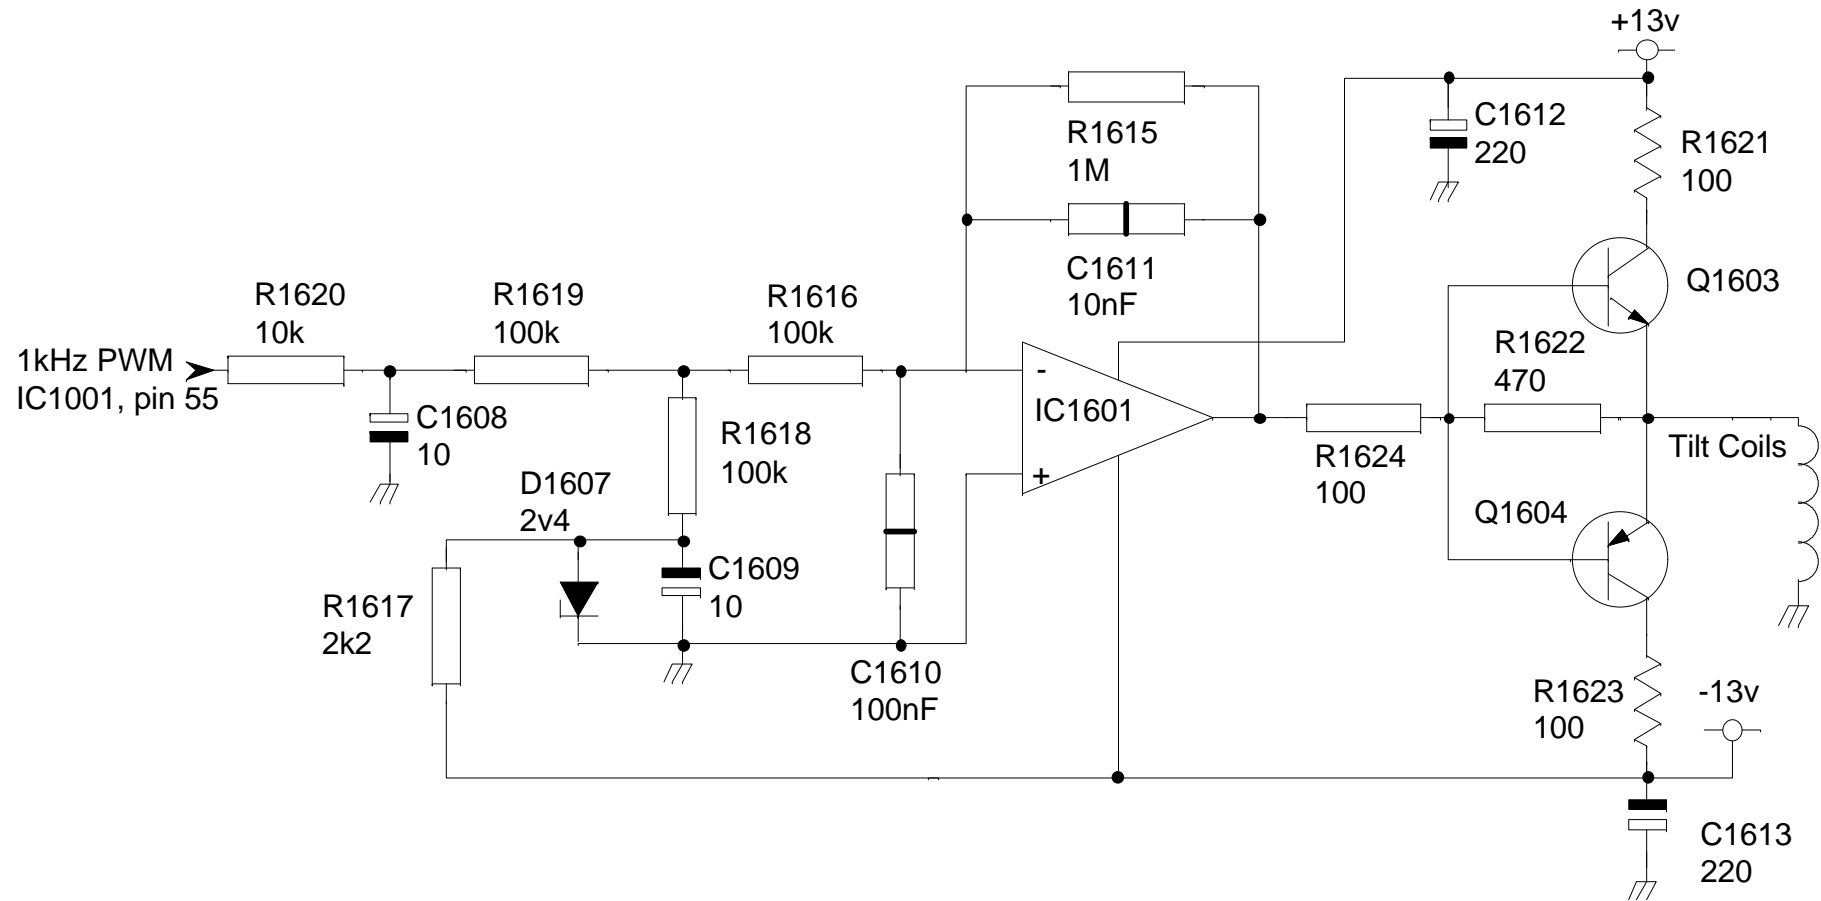 +13v
R1615
1M
C1612
220
R1621
100
C1611
10nF
R1620
10k
R1619
100k
R1616
100k
Q1603
1kHz PWM
IC1001, pin 55
-
IC1601
+
R1622
470
C1608
10
R1618
100k
R1624
100
Tilt Coils
D1607
2v4
Q1604
C1609
10
R1617
2k2
C1610
100nF
R1623
100
-13v
C1613
220